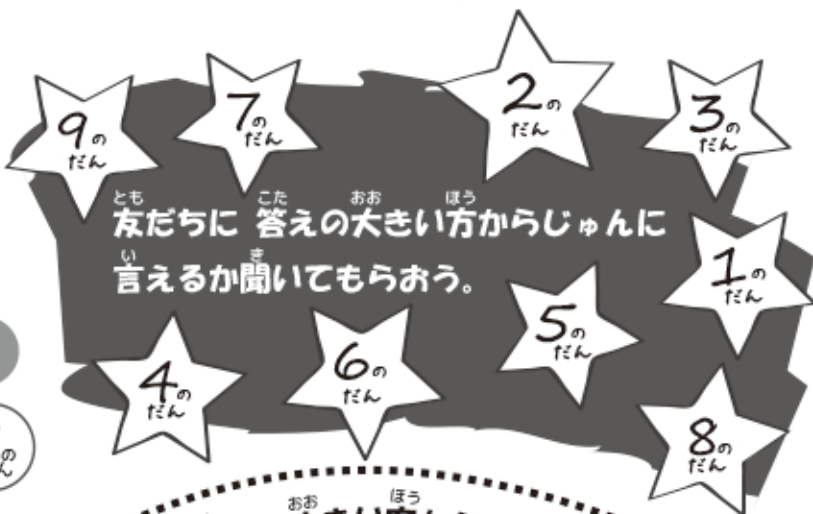 9の
だん
7の
だん
2の
だん
3の
だん
友だちに 答えの大きい方からじゅんに
言えるか聞いてもらおう。
1の
だん
5の
だん
4の
だん
6の
だん
8の
だん